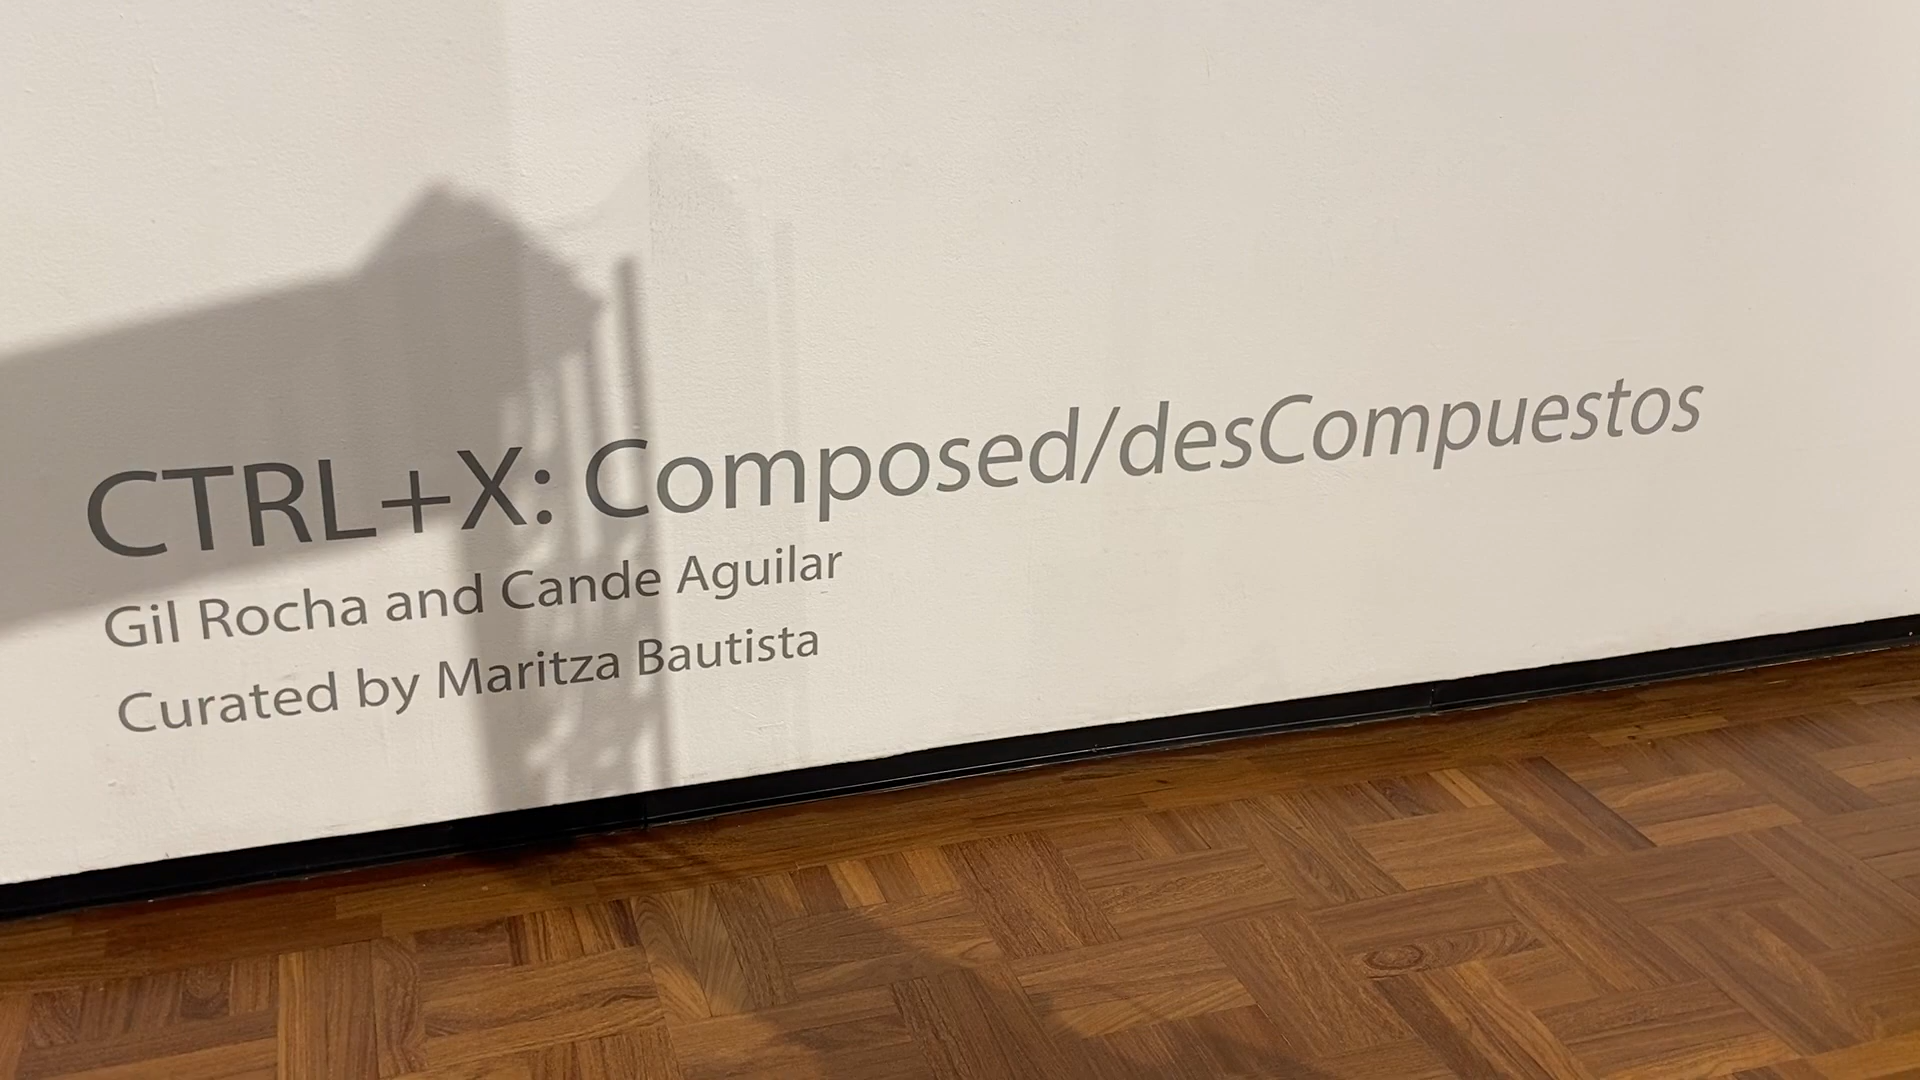 CTRL+X: Composed/desCompuestos
Gil Rocha and Cande Aguilar
Curated by Maritza Bautista